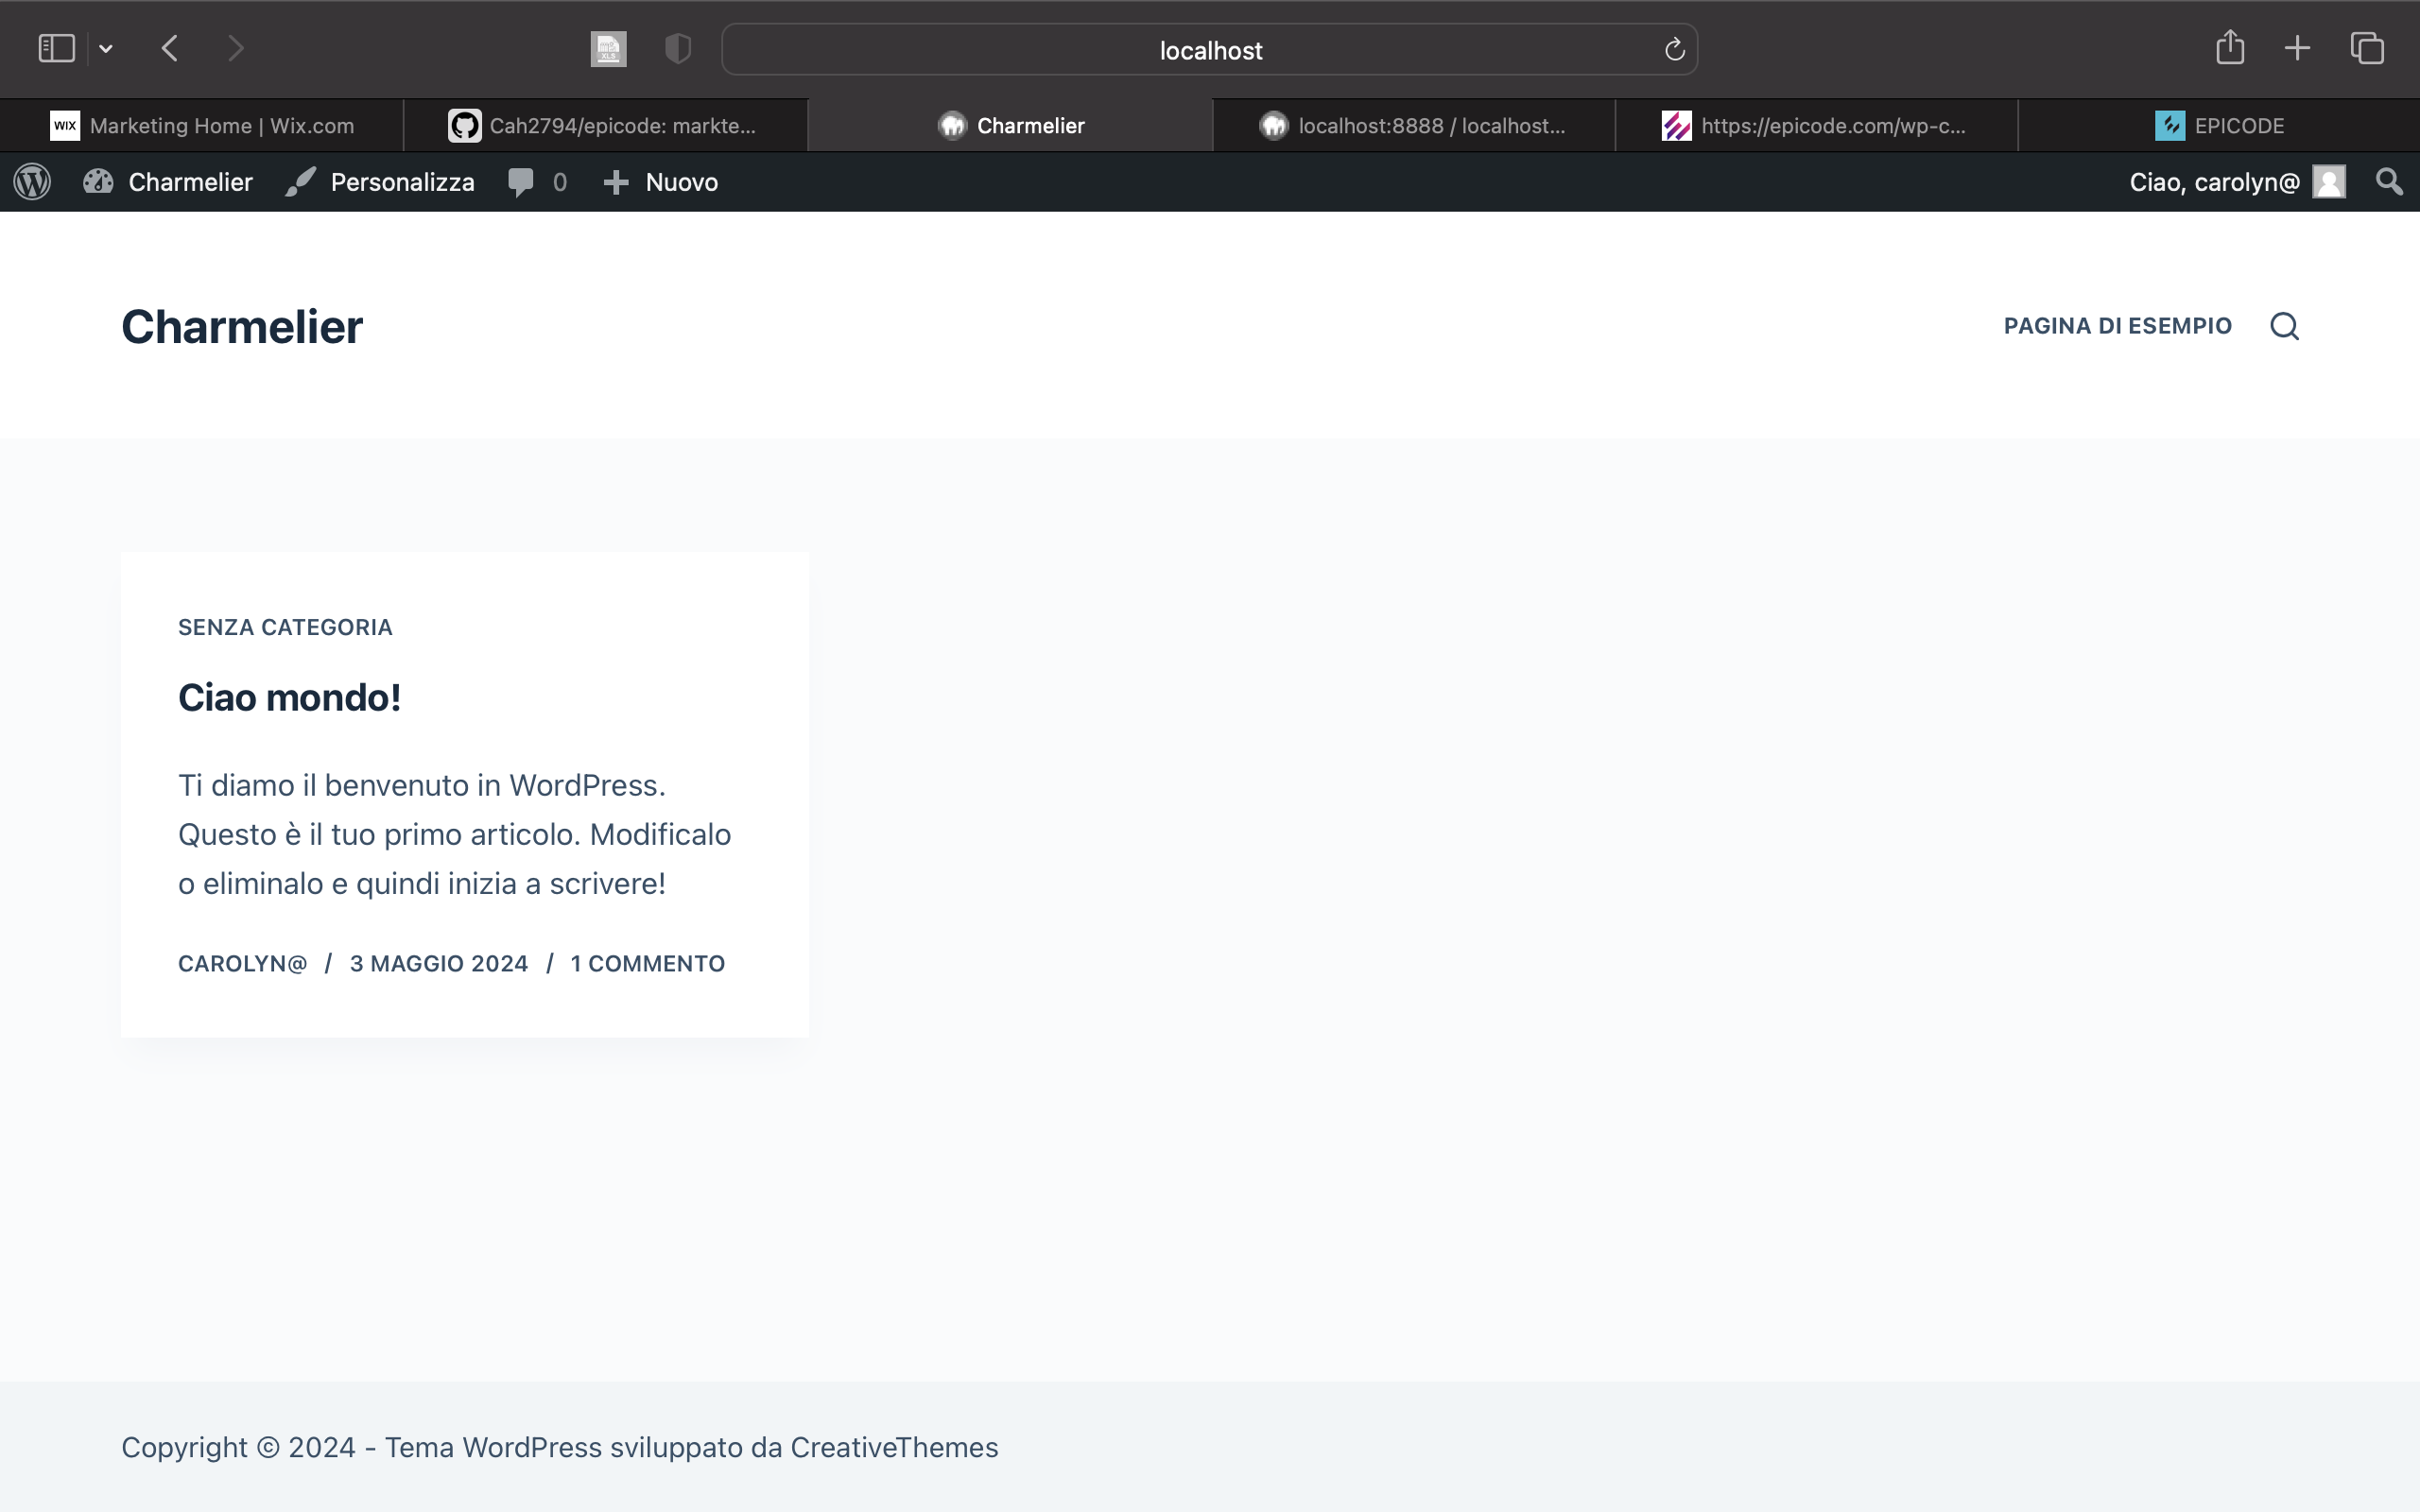 localhost
WIX Marketing Home | Wix.com
Cah2794/epicode: markte...
Charmelier
localhost:8888 / localhost...
https://epicode.com/wp-c...
EPICODE
Charmelier
Personalizza
0
Nuovo
Ciao, carolyn@
Charmelier
PAGINA DI ESEMPIO
SENZA CATEGORIA
Ciao mondo!
Ti diamo il benvenuto in WordPress.
Questo è il tuo primo articolo. Modificalo
o eliminalo e quindi inizia a scrivere!
CAROLYN@ / 3 MAGGIO 2024 / 1 COMMENTO
Copyright © 2024 - Tema WordPress sviluppato da CreativeThemes